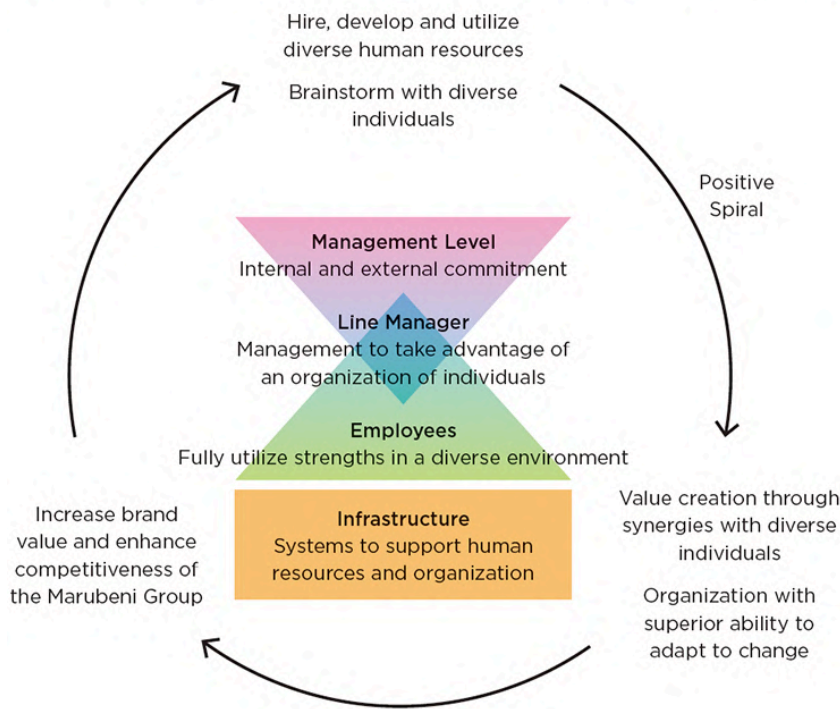 Hire, develop and utilize
diverse human resources
Brainstorm with diverse
individuals
Positive
Spiral
Management Level
Internal and external commitment
Line Manager
Management to take advantage of
an organization of individuals
Employees
Fully utilize strengths in a diverse environment
Infrastructure
Systems to support human
resources and organization
Value creation through
synergies with diverse
individuals
Organization with
superior ability to
adapt to change
Increase brand
value and enhance
competitiveness of
the Marubeni Group